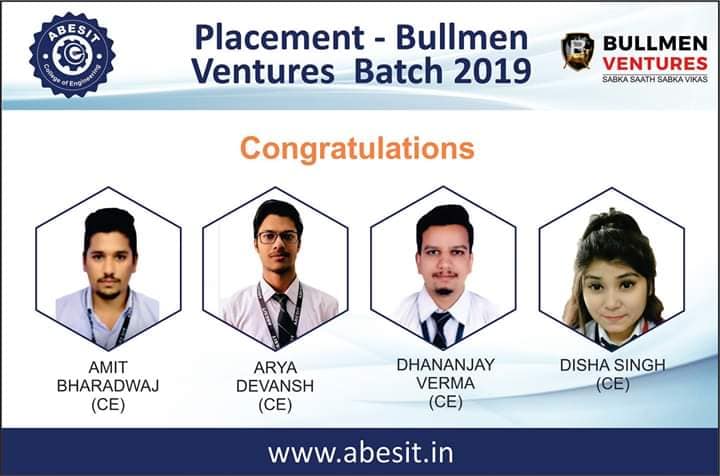 ABESIT
College of Engineering
Placement - Bullmen
Ventures Batch 2019
BULLMEN
VENTURES
SABKA SAATH SABKA VIKAS
Congratulations
AMIT
BHARADWAJ
(CE)
ARYA
DEVANSH
(CE)
DHANANJAY
VERMA
(CE)
DISHA SINGH
(CE)
www.abesit.in